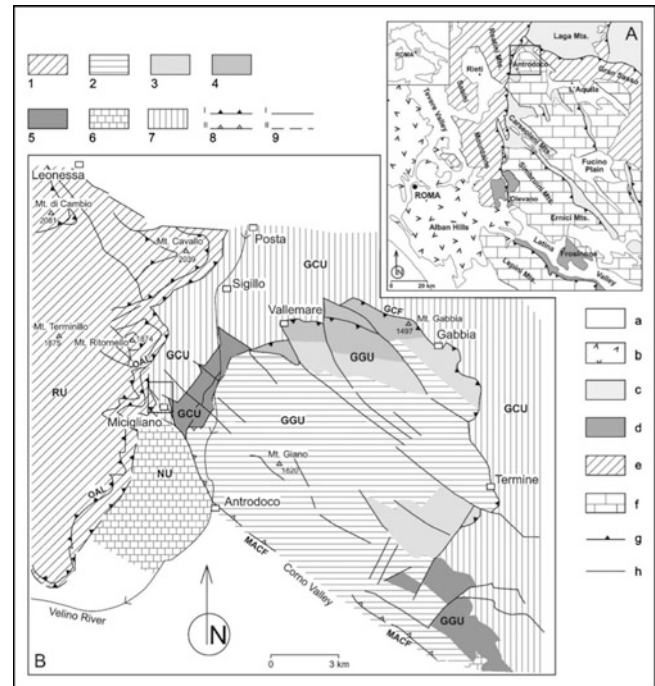 1 2 3 4
5 6 7 8 9
I II
I II
A
ROMA
Laga Mts.
Reatini Mts.
Antrodoco
Gran Sasso
Rieti
Sabini
L'Aquila
Tevere Valley
Carseolani Mts.
Fucino
Plain
Simbruini Mts.
ROMA
Olevano
Ernici Mts.
Alban Hills
Latina
Valley
Frosinone
Lepini Mts.
N
0 20 km
B
Leonessa
Mt. di Cambio
2081
Mt. Cavallo
2039
Posta
Sigillo
GCU
Vallemare
GCF
Mt. Gabbia
1497
Gabbia
Mt. Terminillo
Mt. Ritornello
1874
OAL
GCU
GGU
RU
GCU
Micigliano
GGU
GCU
NU
Mt. Giano
Termine
OAL
Antrodoco
MACF
Corno Valley
GGU
MACF
Velino River
N
0 3 km
a
b
c
d
e
f
g
h